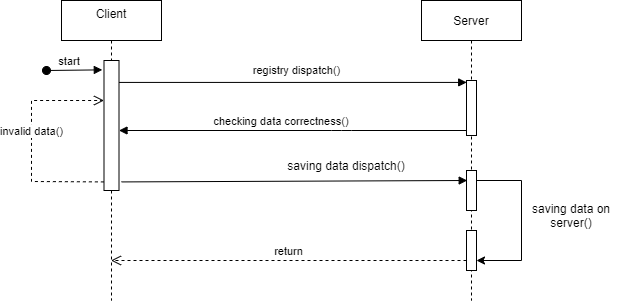 Client
Server
start
registry dispatch()
checking data correctness()
invalid data()
saving data dispatch()
saving data on
server()
return